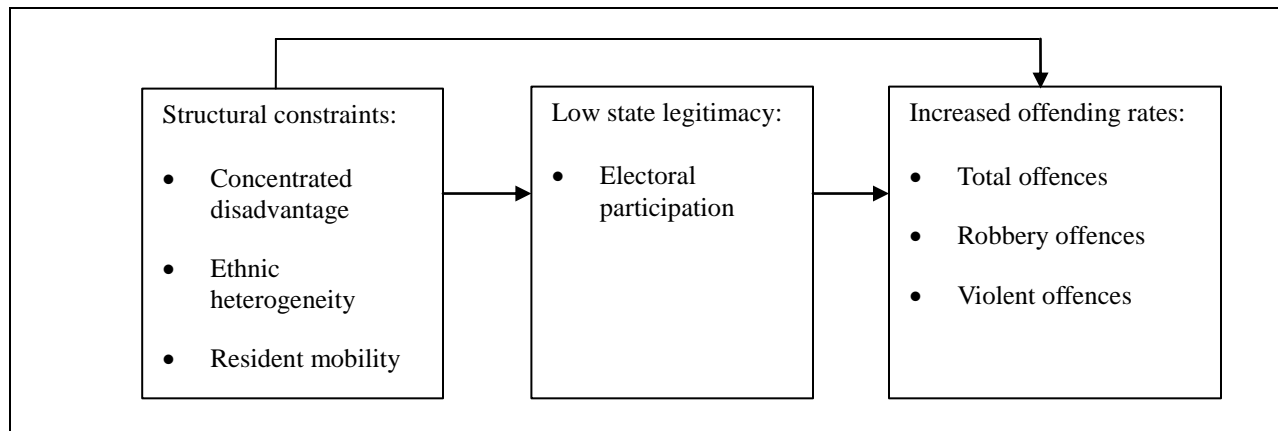 Structural constraints:
• Concentrated
disadvantage
• Ethnic
heterogeneity
• Resident mobility
Low state legitimacy:
• Electoral
participation
Increased offending rates:
• Total offences
• Robbery offences
• Violent offences